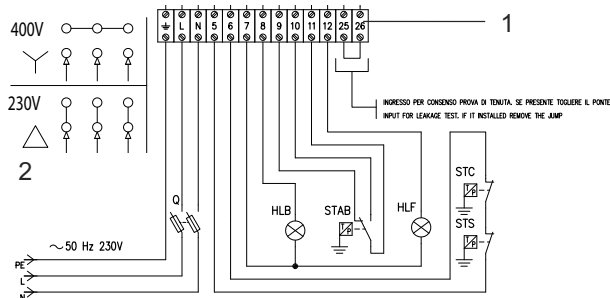 400V
230V
2
⏚ L N 5 6 7 8 9 10 11 12 25 26
1
INGRESSO PER CONSENSO PROVA DI TENUTA. SE PRESENTE TOGLIERE IL PONTE
INPUT FOR LEAKAGE TEST. IF IT INSTALLED REMOVE THE JUMP
Q
HLB
STAB
T/P
HLF
STC
T/P
STS
T/P
~50 Hz 230V
PE
L
N